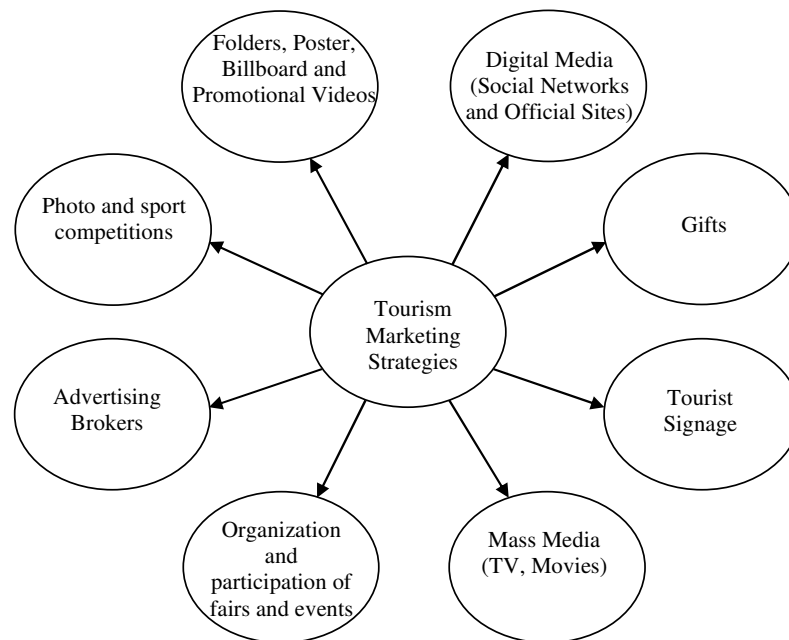 Folders, Poster,
Billboard and
Promotional Videos
Digital Media
(Social Networks
and Official Sites)
Photo and sport
competitions
Gifts
Tourism
Marketing
Strategies
Advertising
Brokers
Tourist
Signage
Organization
and
participation of
fairs and events
Mass Media
(TV, Movies)